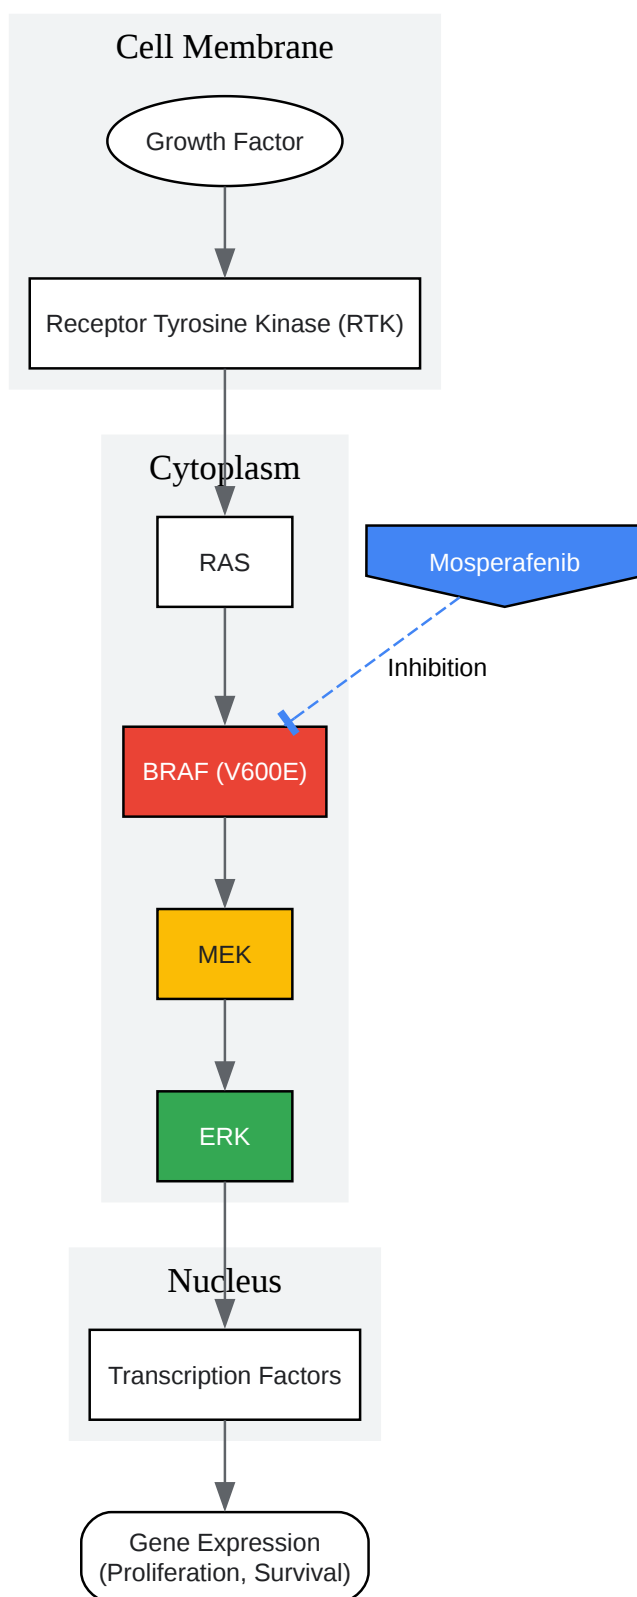 Cell Membrane
Growth Factor
Receptor Tyrosine Kinase (RTK)
Cytoplasm
RAS
Mosperafenib
Inhibition
BRAF (V600E)
MEK
ERK
Nucleus
Transcription Factors
Gene Expression
(Proliferation, Survival)